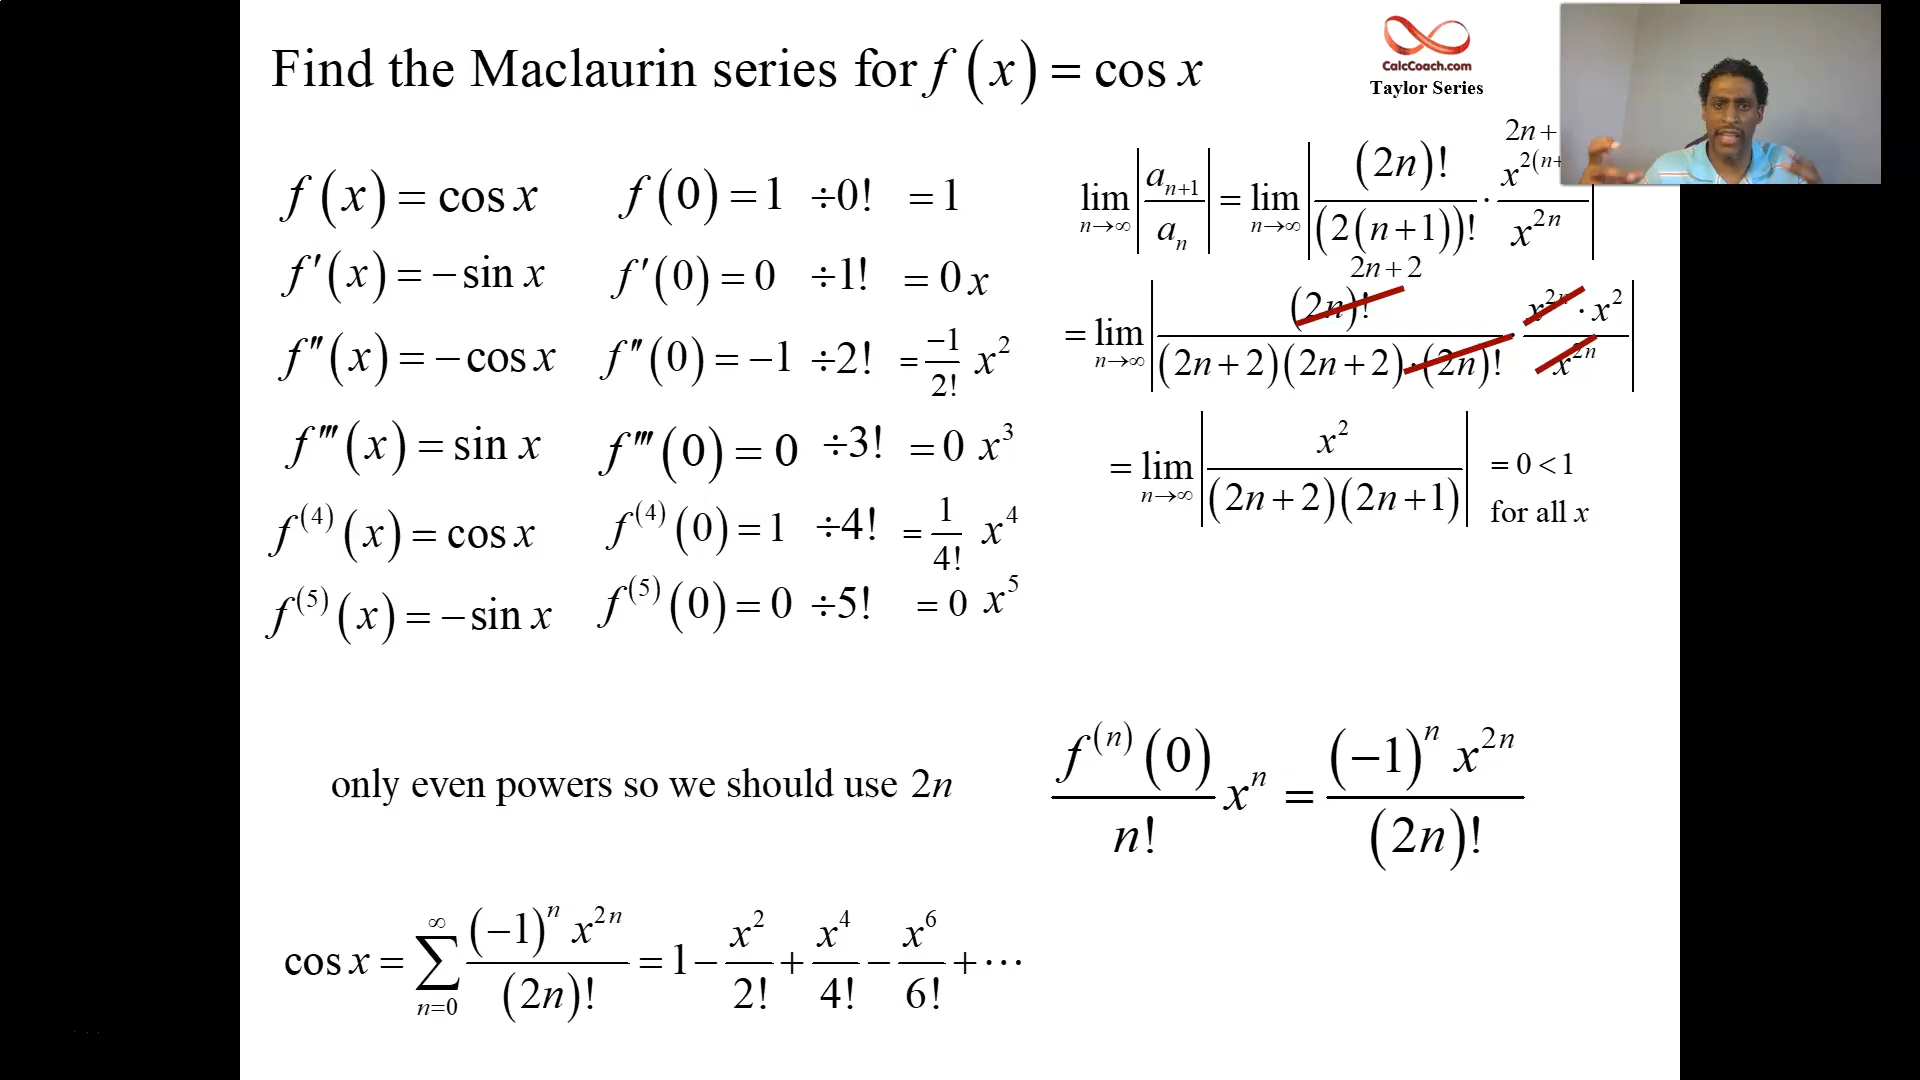 Find the Maclaurin series for f(x) = cos x
CalcCoach.com
Taylor Series
f(x) = cos x f(0) = 1 ÷0! = 1
f′(x) = −sin x f′(0) = 0 ÷1! = 0x
f″(x) = −cos x f″(0) = −1 ÷2! = −1/2! x²
f‴(x) = sin x f‴(0) = 0 ÷3! = 0 x³
f⁽⁴⁾(x) = cos x f⁽⁴⁾(0) = 1 ÷4! = 1/4! x⁴
f⁽⁵⁾(x) = −sin x f⁽⁵⁾(0) = 0 ÷5! = 0 x⁵
2n+
lim n→∞ |aₙ₊₁/aₙ| = lim n→∞ |(2n)!/(2(n+1))! · x^(2(n+ / x^(2n)|
2n+2
= lim n→∞ |(2n)!/((2n+2)(2n+2)·(2n)!) · x^(2n)·x²/x^(2n)|
= lim n→∞ |x²/((2n+2)(2n+1))| = 0 < 1
for all x
only even powers so we should use 2n
f⁽ⁿ⁾(0)/n! xⁿ = (−1)ⁿ x²ⁿ/(2n)!
cos x = ∑ n=0 ∞ (−1)ⁿ x²ⁿ/(2n)! = 1 − x²/2! + x⁴/4! − x⁶/6! + ⋯